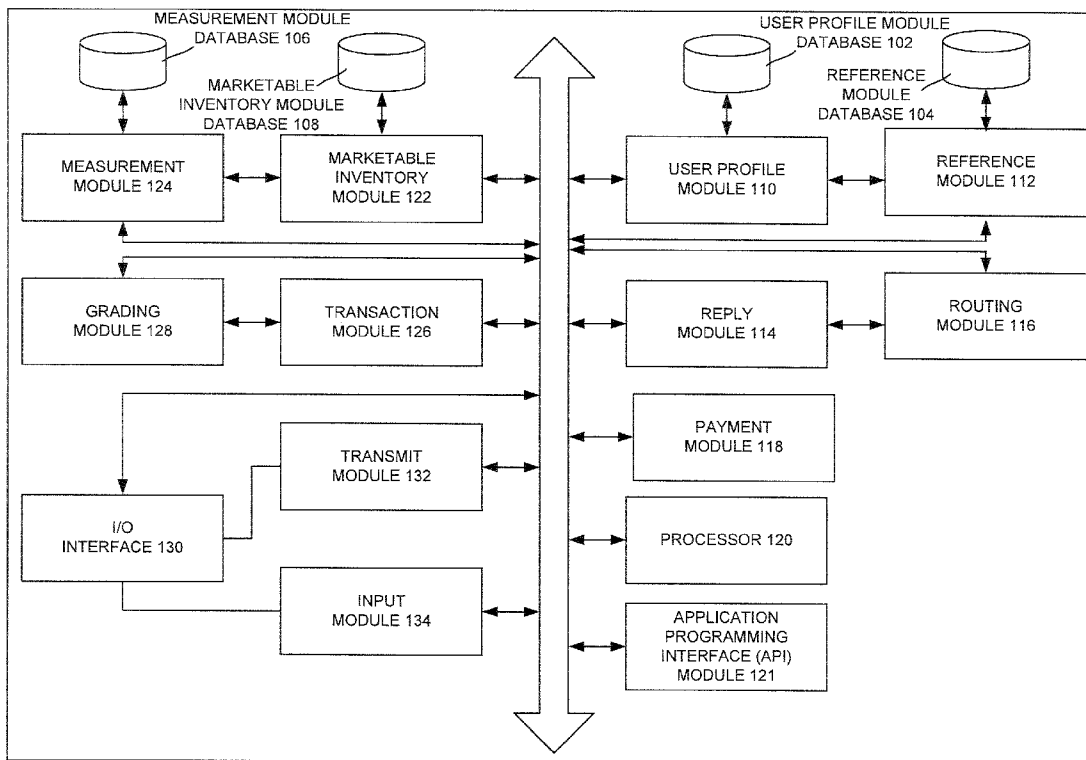 MEASUREMENT MODULE
DATABASE 106
MARKETABLE
INVENTORY MODULE
DATABASE 108
USER PROFILE MODULE
DATABASE 102
REFERENCE
MODULE
DATABASE 104
MEASUREMENT
MODULE 124
MARKETABLE
INVENTORY
MODULE 122
USER PROFILE
MODULE 110
REFERENCE
MODULE 112
GRADING
MODULE 128
TRANSACTION
MODULE 126
REPLY
MODULE 114
ROUTING
MODULE 116
TRANSMIT
MODULE 132
PAYMENT
MODULE 118
I/O
INTERFACE 130
PROCESSOR 120
INPUT
MODULE 134
APPLICATION
PROGRAMMING
INTERFACE (API)
MODULE 121